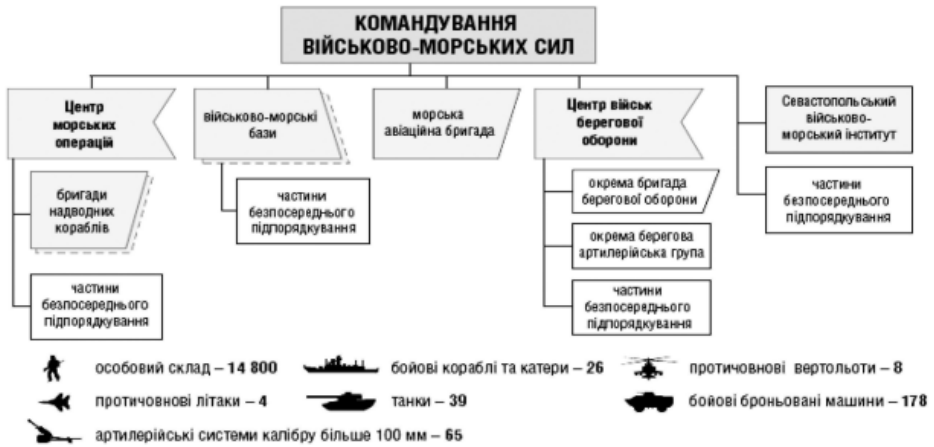 КОМАНДУВАННЯ
ВІЙСЬКОВО-МОРСЬКИХ СИЛ
Центр
морських
операцій
бригади
надводних
кораблів
частини
безпосереднього
підпорядкування
військово-морські
бази
частини
безпосереднього
підпорядкування
морська
авіаційна бригада
Центр військ
берегової
оборони
окрема бригада
берегової оборони
окрема берегова
артилерійська група
частини
безпосереднього
підпорядкування
Севастопольський
військово-
морський інститут
частини
безпосереднього
підпорядкування
особовий склад – 14 800
бойові кораблі та катери – 26
протичовнові вертольоти – 8
протичовнові літаки – 4
танки – 39
бойові броньовані машини – 178
артилерійські системи калібру більше 100 мм – 65